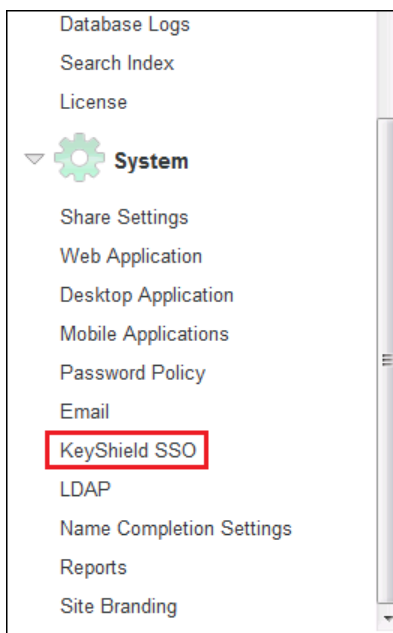 Database Logs
Search Index
License
System
Share Settings
Web Application
Desktop Application
Mobile Applications
Password Policy
Email
KeyShield SSO
LDAP
Name Completion Settings
Reports
Site Branding